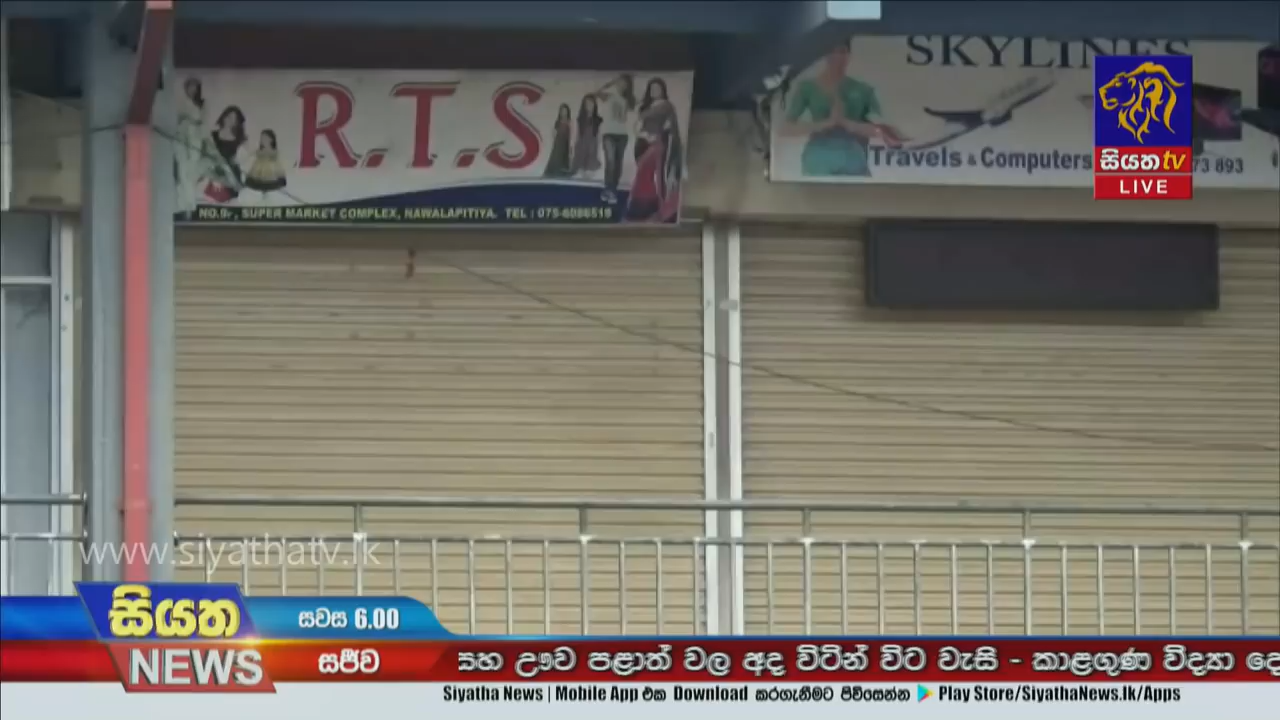 SKYLINES
R.T.S
සියත tv
LIVE
Travels & Computers
73 893
SUPER MARKET COMPLEX, NAWALAPITIYA. TEL : 075-6086519
www.siyathatv.lk
සියත
සවස 6.00
NEWS
සජීව
සහ ඌව පළාත් වල අද විටින් විට වැසි - කාළගුණ විද්‍යා දෙ
Siyatha News | Mobile App එක Download කරගැනීමට පිවිසෙන්න Play Store/SiyathaNews.lk/Apps